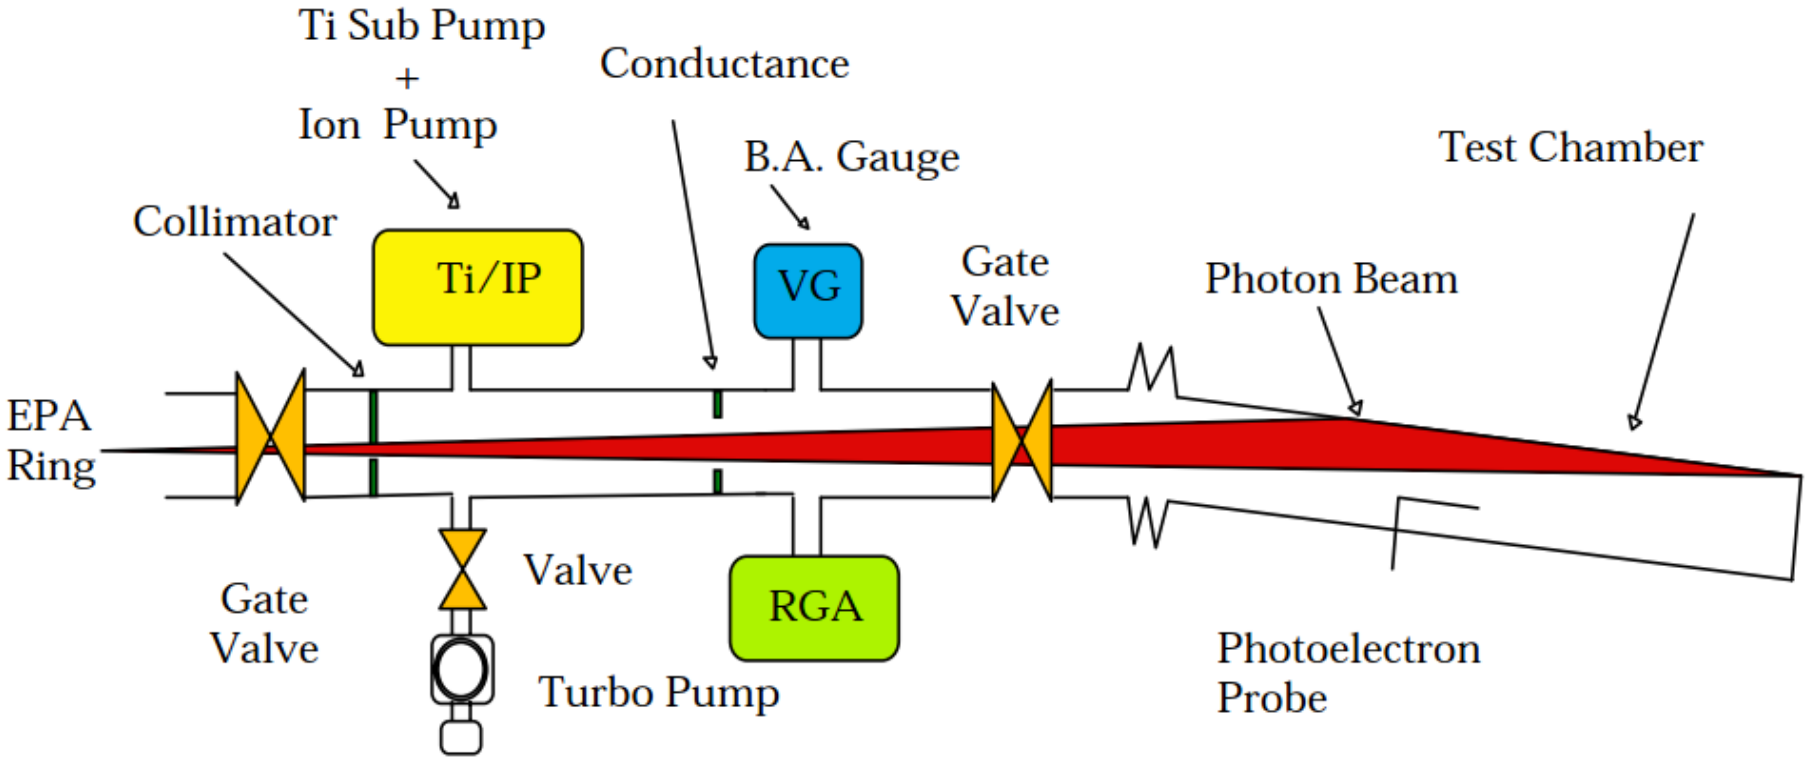 Ti Sub Pump
+
Ion Pump
Conductance
B.A. Gauge
Test Chamber
Collimator
Ti/IP
VG
Gate
Valve
Photon Beam
EPA
Ring
Valve
Gate
Valve
RGA
Turbo Pump
Photoelectron
Probe